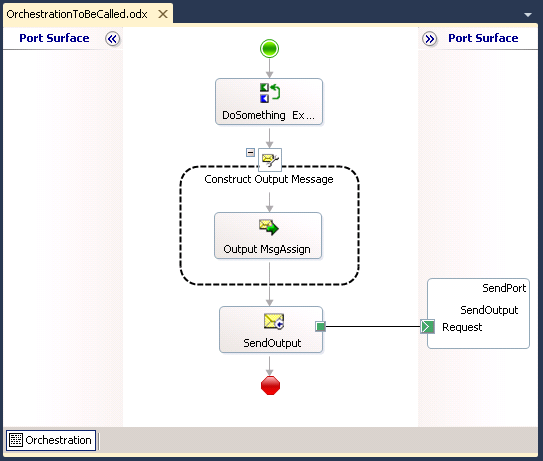 OrchestrationToBeCalled.odx
Port Surface
Port Surface
DoSomething Ex...
Construct Output Message
Output MsgAssign
SendOutput
SendPort
SendOutput
Request
Orchestration